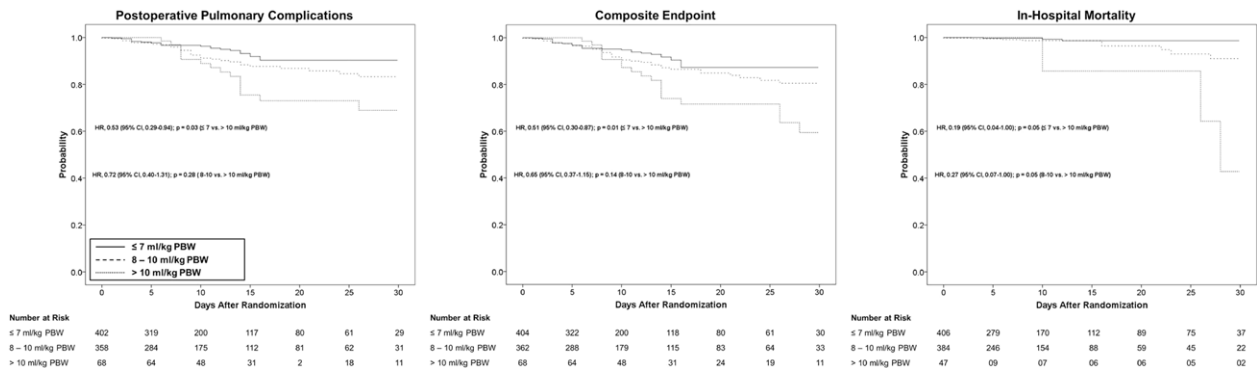 Postoperative Pulmonary Complications
1.0
0.8
0.6
0.4
0.2
0.0
Probability
HR, 0.53 (95% CI, 0.29-0.94); p = 0.03 (≤ 7 vs. > 10 ml/kg PBW)
HR, 0.72 (95% CI, 0.40-1.31); p = 0.28 ( 8-10 vs. > 10 ml/kg PBW)
≤ 7 ml/kg PBW
8 – 10 ml/kg PBW
> 10 ml/kg PBW
0 5 10 15 20 25 30
Days After Randomization
Number at Risk
≤ 7 ml/kg PBW 402 319 200 117 80 61 29
8 – 10 ml/kg PBW 358 284 175 112 81 62 31
> 10 ml/kg PBW 68 64 48 31 2 18 11
Composite Endpoint
1.0
0.8
0.6
0.4
0.2
0.0
Probability
HR, 0.51 (95% CI, 0.30-0.87); p = 0.01 (≤ 7 vs. > 10 ml/kg PBW)
HR, 0.65 (95% CI, 0.37-1.15); p = 0.14 (8-10 vs. > 10 ml/kg PBW)
0 5 10 15 20 25 30
Days After Randomization
Number at Risk
≤ 7 ml/kg PBW 404 322 200 118 80 61 30
8 – 10 ml/kg PBW 362 288 179 115 83 64 33
> 10 ml/kg PBW 68 64 48 31 24 19 11
In-Hospital Mortality
1.0
0.8
0.6
0.4
0.2
0.0
Probability
HR, 0.19 (95% CI, 0.04-1.00); p = 0.05 (≤ 7 vs. > 10 ml/kg PBW)
HR, 0.27 (95% CI, 0.07-1.00); p = 0.05 (8-10 vs. > 10 ml/kg PBW)
0 5 10 15 20 25 30
Days After Randomization
Number at Risk
≤ 7 ml/kg PBW 406 279 170 112 89 75 37
8 – 10 ml/kg PBW 384 246 154 88 59 45 22
> 10 ml/kg PBW 47 09 07 06 06 05 02